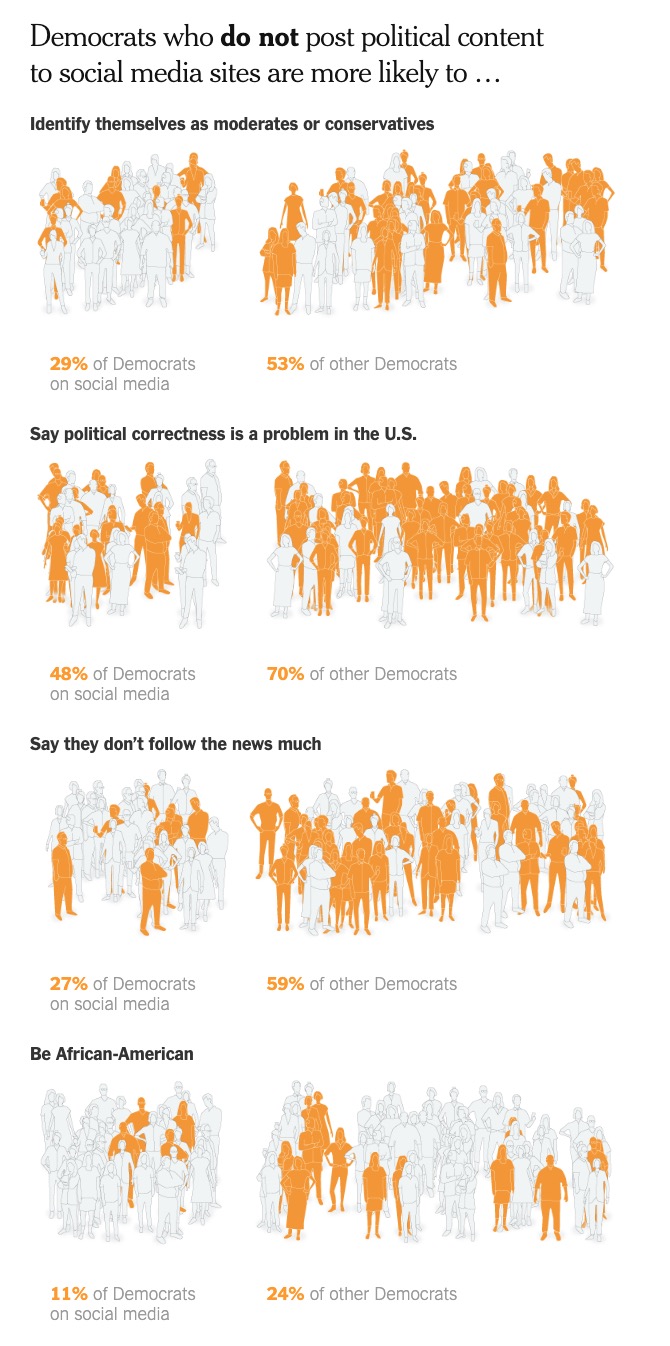 Democrats who do not post political content
to social media sites are more likely to …
Identify themselves as moderates or conservatives
29% of Democrats
on social media
53% of other Democrats
Say political correctness is a problem in the U.S.
48% of Democrats
on social media
70% of other Democrats
Say they don’t follow the news much
27% of Democrats
on social media
59% of other Democrats
Be African-American
11% of Democrats
on social media
24% of other Democrats